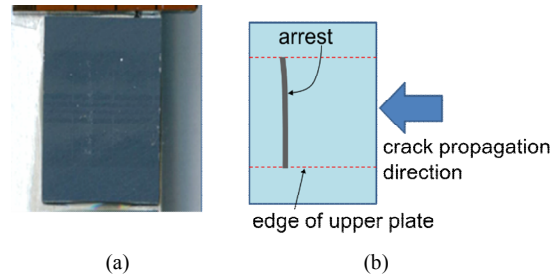 arrest
crack propagation
direction
edge of upper plate
(a)
(b)